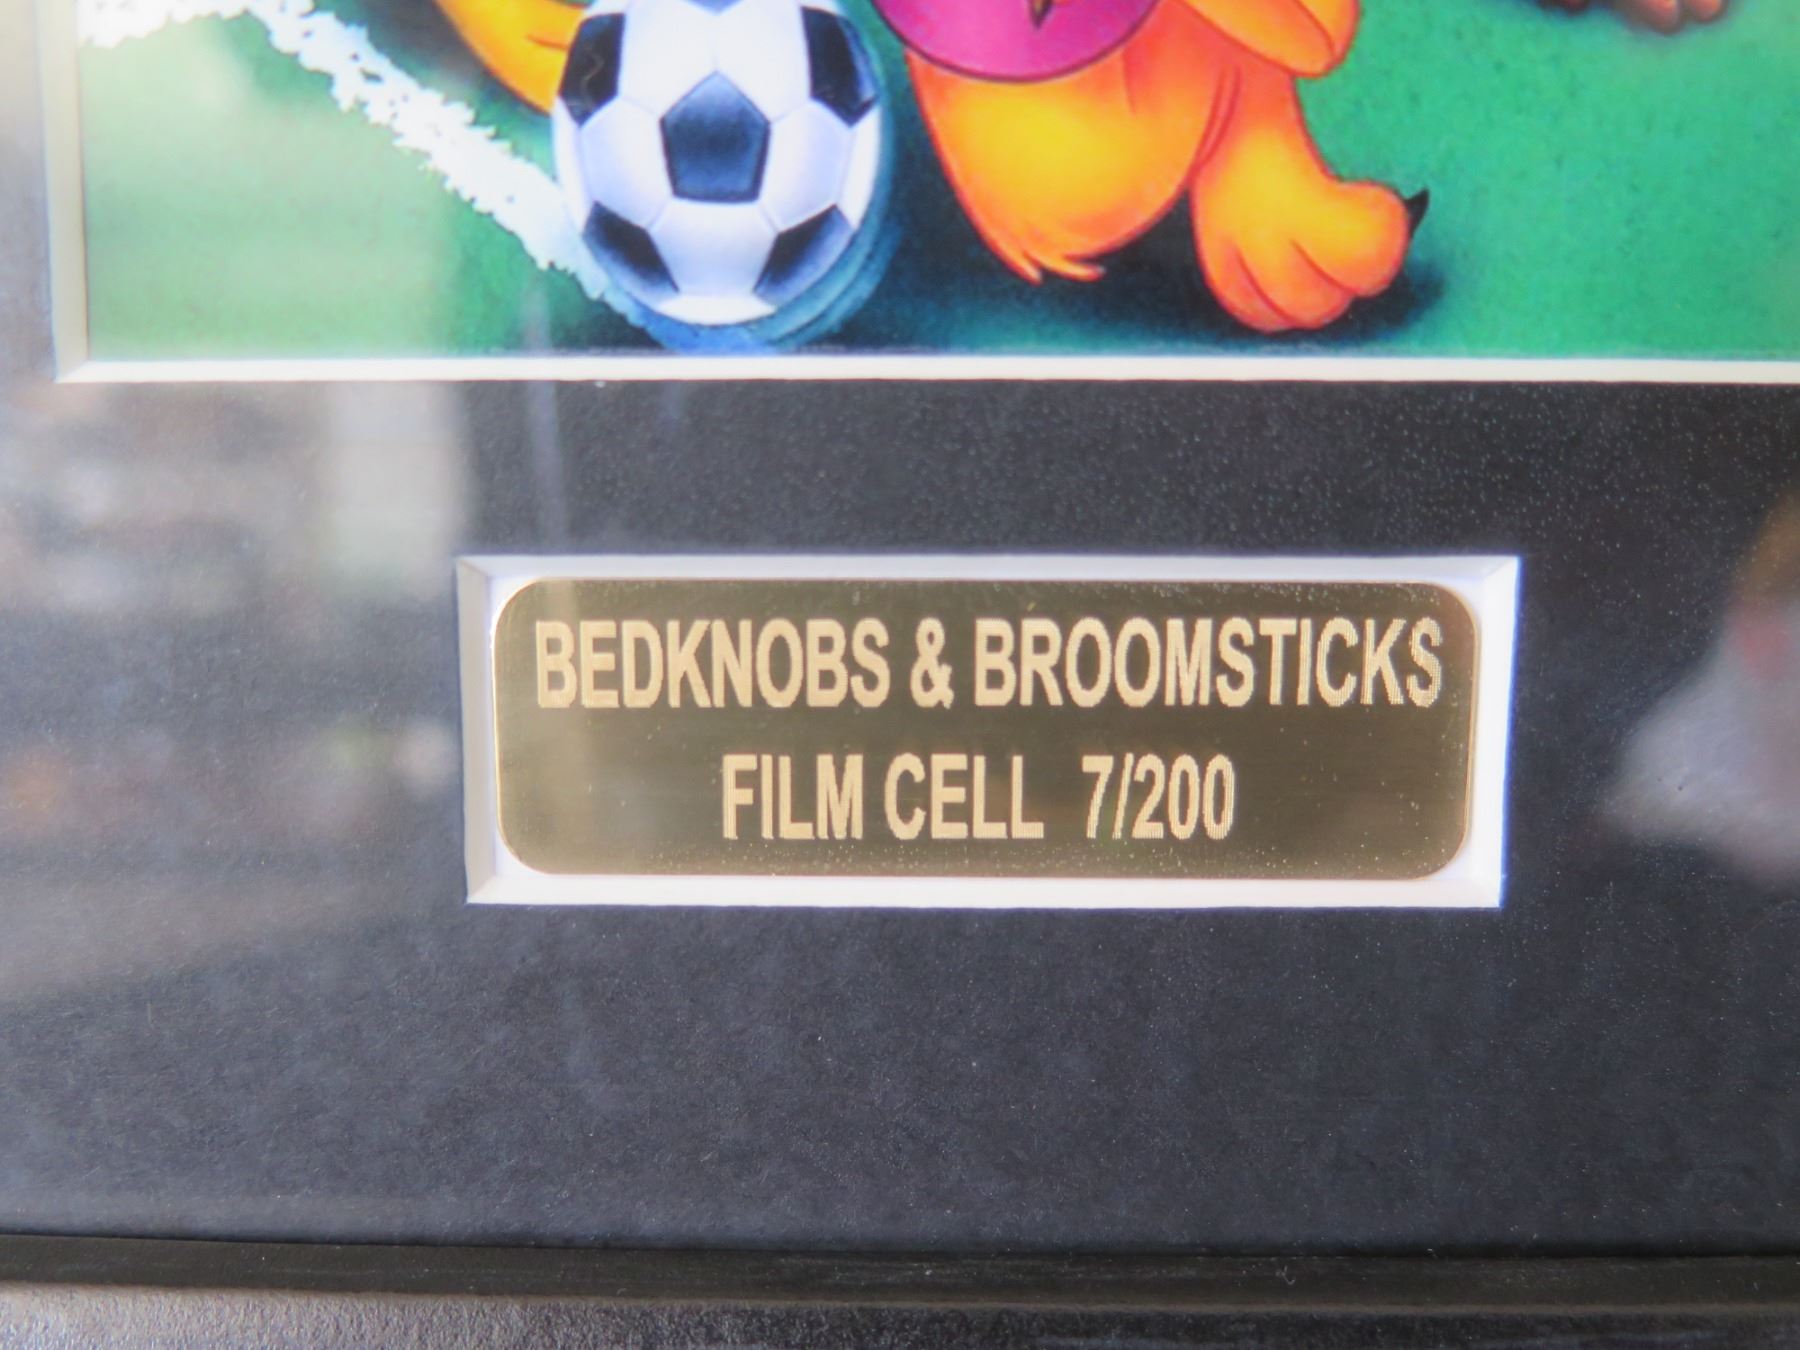 BEDKNOBS & BROOMSTICKS
FILM CELL 7/200